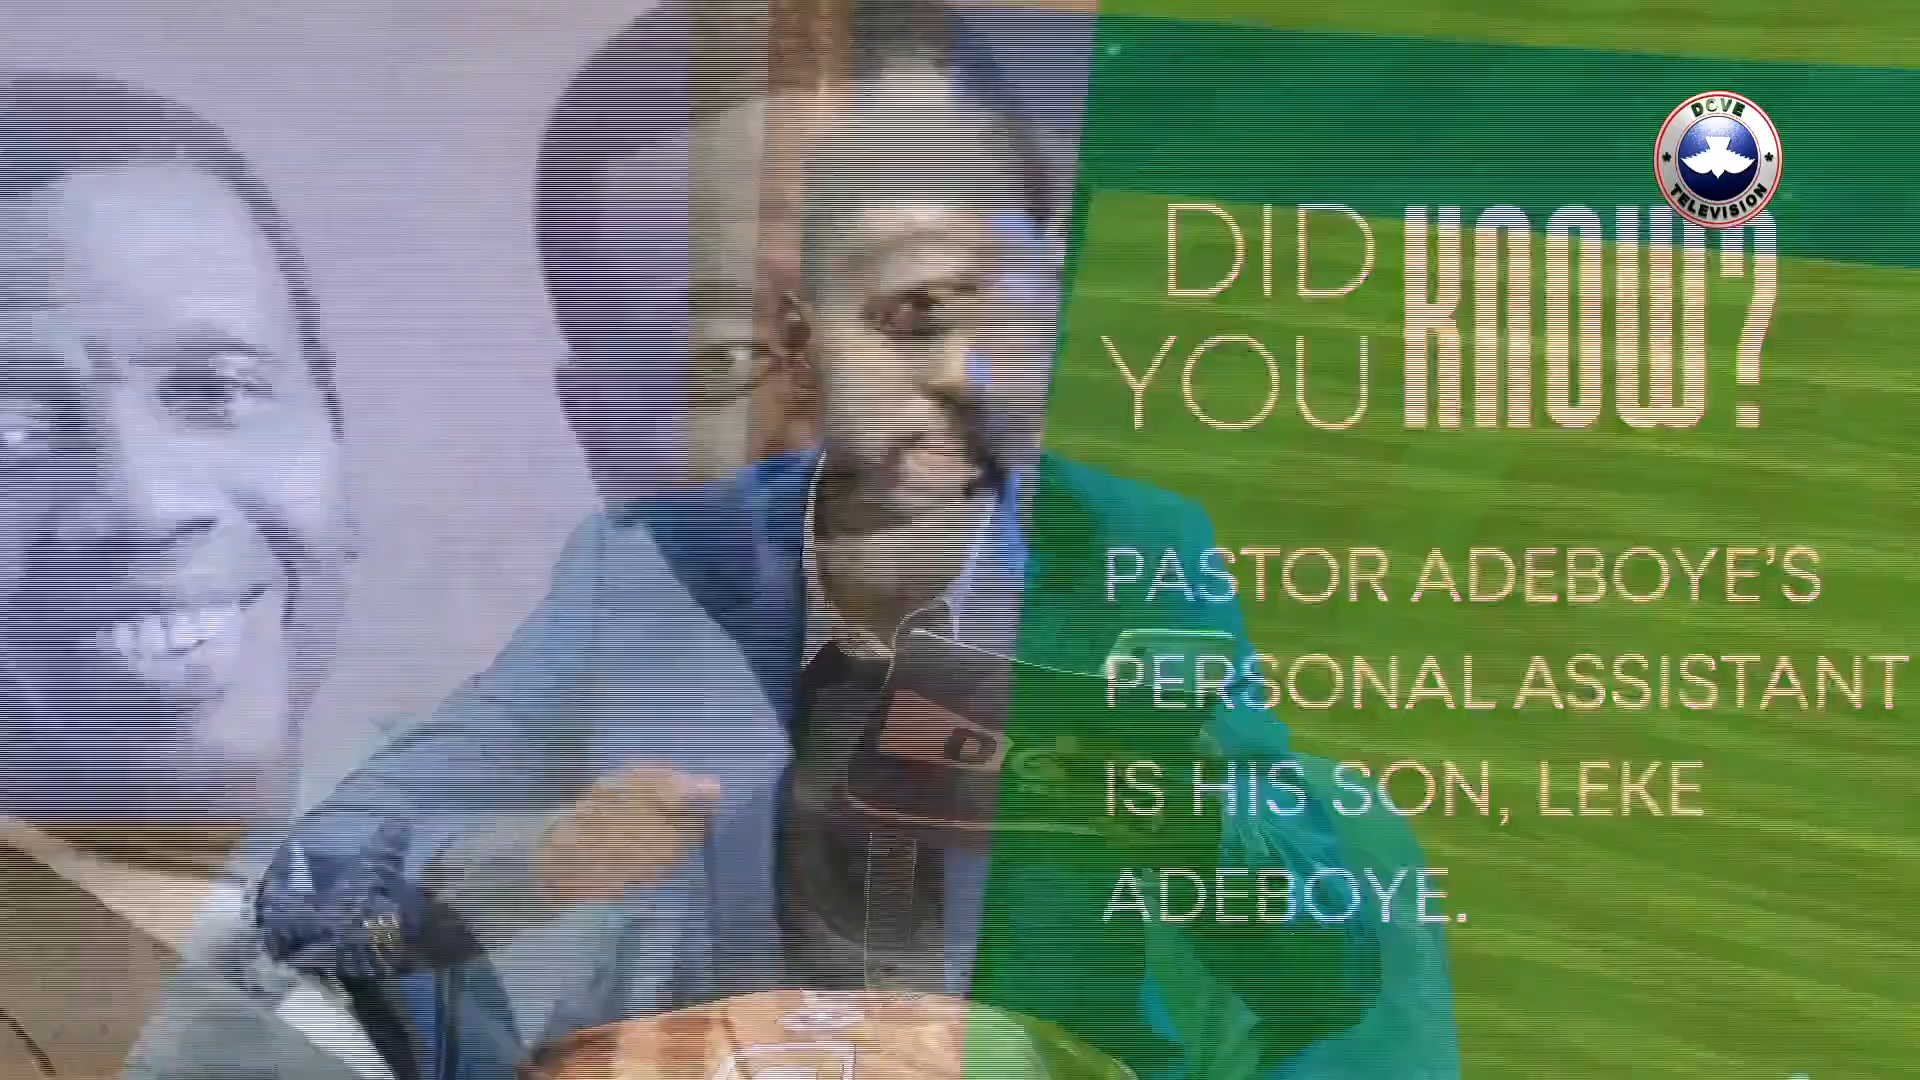 DOVE
TELEVISION
DID
YOU KNOW?
PASTOR ADEBOYE'S
PERSONAL ASSISTANT
IS HIS SON, LEKE
ADEBOYE.